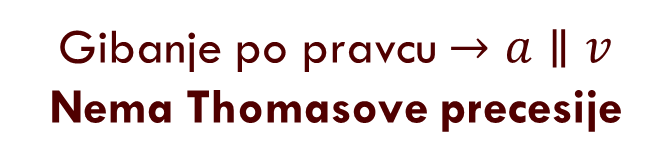 Gibanje po pravcu → 𝑎 ∥ 𝑣
Nema Thomasove precesije